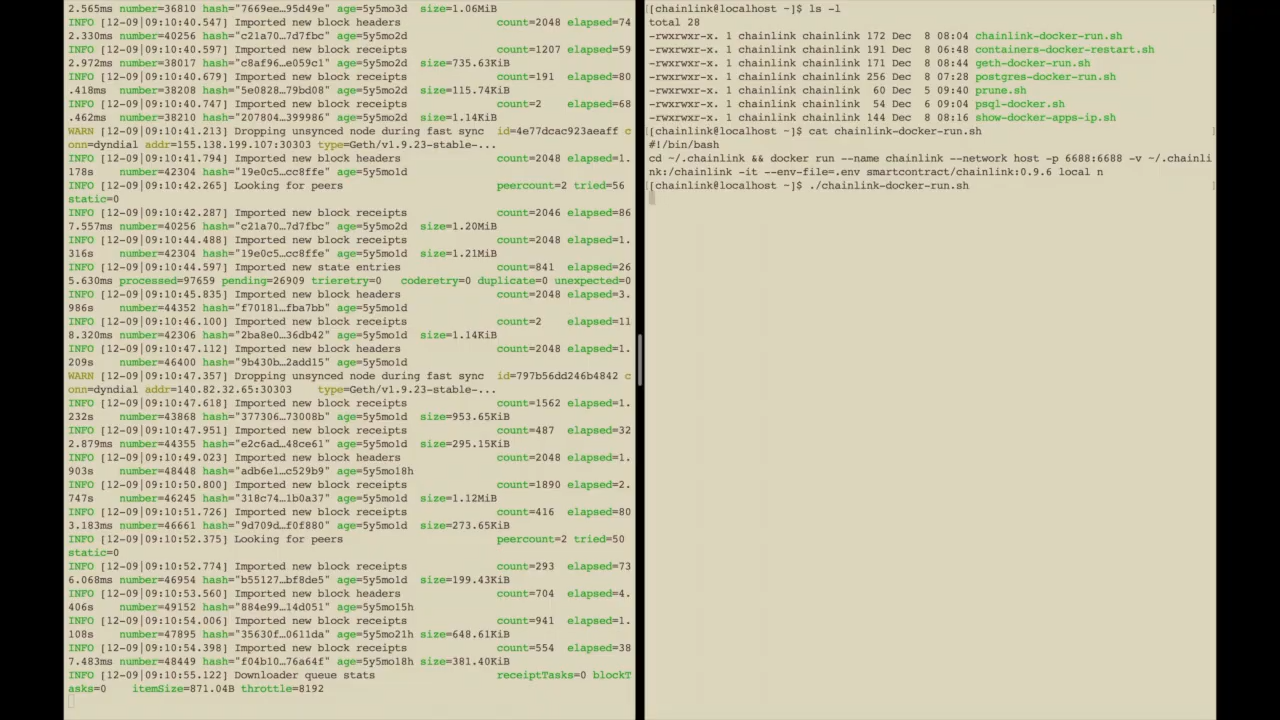 2.565ms number=36810 hash="7669ee…95d49e" age=5y5mo3d size=1.06MiB
INFO [12-09|09:10:40.547] Imported new block headers count=2048 elapsed=74
2.330ms number=40256 hash="c21a70…7d7fbc" age=5y5mo2d
INFO [12-09|09:10:40.597] Imported new block receipts count=1207 elapsed=59
2.972ms number=38017 hash="c8af96…e059c1" age=5y5mo2d size=735.63KiB
INFO [12-09|09:10:40.679] Imported new block receipts count=191 elapsed=80
.418ms number=38208 hash="5e0828…79bd08" age=5y5mo2d size=115.74KiB
INFO [12-09|09:10:40.747] Imported new block receipts count=2 elapsed=68
.462ms number=38210 hash="207804…399986" age=5y5mo2d size=1.14KiB
WARN [12-09|09:10:41.213] Dropping unsynced node during fast sync id=4e77dcac923aeaff c
onn=dyndial addr=155.138.199.107:30303 type=Geth/v1.9.23-stable-...
INFO [12-09|09:10:41.794] Imported new block headers count=2048 elapsed=1.
178s number=42304 hash="19e0c5…cc8ffe" age=5y5mo1d
INFO [12-09|09:10:42.265] Looking for peers peercount=2 tried=56
static=0
INFO [12-09|09:10:42.287] Imported new block receipts count=2046 elapsed=86
7.557ms number=40256 hash="c21a70…7d7fbc" age=5y5mo2d size=1.20MiB
INFO [12-09|09:10:44.488] Imported new block receipts count=2048 elapsed=1.
316s number=42304 hash="19e0c5…cc8ffe" age=5y5mo1d size=1.21MiB
INFO [12-09|09:10:44.597] Imported new state entries count=841 elapsed=26
5.630ms processed=97659 pending=26909 trieretry=0 coderetry=0 duplicate=0 unexpected=0
INFO [12-09|09:10:45.835] Imported new block headers count=2048 elapsed=3.
986s number=44352 hash="f70181…fba7bb" age=5y5mo1d
INFO [12-09|09:10:46.100] Imported new block receipts count=2 elapsed=11
8.320ms number=42306 hash="2ba8e0…36db42" age=5y5mo1d size=1.14KiB
INFO [12-09|09:10:47.112] Imported new block headers count=2048 elapsed=1.
209s number=46400 hash="9b430b…2add15" age=5y5mo1d
WARN [12-09|09:10:47.357] Dropping unsynced node during fast sync id=797b56dd246b4842 c
onn=dyndial addr=140.82.32.65:30303 type=Geth/v1.9.23-stable-...
INFO [12-09|09:10:47.618] Imported new block receipts count=1562 elapsed=1.
232s number=43868 hash="377306…73008b" age=5y5mo1d size=953.65KiB
INFO [12-09|09:10:47.951] Imported new block receipts count=487 elapsed=32
2.879ms number=44355 hash="e2c6ad…48ce61" age=5y5mo1d size=295.15KiB
INFO [12-09|09:10:49.023] Imported new block headers count=2048 elapsed=1.
903s number=48448 hash="adb6e1…c529b9" age=5y5mo18h
INFO [12-09|09:10:50.800] Imported new block receipts count=1890 elapsed=2.
747s number=46245 hash="318c74…1b0a37" age=5y5mo1d size=1.12MiB
INFO [12-09|09:10:51.726] Imported new block receipts count=416 elapsed=80
3.183ms number=46661 hash="9d709d…f0f880" age=5y5mo1d size=273.65KiB
INFO [12-09|09:10:52.375] Looking for peers peercount=2 tried=50
static=0
INFO [12-09|09:10:52.774] Imported new block receipts count=293 elapsed=73
6.068ms number=46954 hash="b55127…bf8de5" age=5y5mo1d size=199.43KiB
INFO [12-09|09:10:53.560] Imported new block headers count=704 elapsed=4.
406s number=49152 hash="884e99…14d051" age=5y5mo15h
INFO [12-09|09:10:54.006] Imported new block receipts count=941 elapsed=1.
108s number=47895 hash="35630f…0611da" age=5y5mo21h size=648.61KiB
INFO [12-09|09:10:54.398] Imported new block receipts count=554 elapsed=38
7.483ms number=48449 hash="f04b10…76a64f" age=5y5mo18h size=381.40KiB
INFO [12-09|09:10:55.122] Downloader queue stats receiptTasks=0 blockT
asks=0 itemSize=871.04B throttle=8192
[[chainlink@localhost ~]$ ls -l ]
total 28
-rwxrwxr-x. 1 chainlink chainlink 172 Dec 8 08:04 chainlink-docker-run.sh
-rwxrwxr-x. 1 chainlink chainlink 191 Dec 8 06:48 containers-docker-restart.sh
-rwxrwxr-x. 1 chainlink chainlink 171 Dec 8 08:44 geth-docker-run.sh
-rwxrwxr-x. 1 chainlink chainlink 256 Dec 8 07:28 postgres-docker-run.sh
-rwxrwxr-x. 1 chainlink chainlink 60 Dec 5 09:40 prune.sh
-rwxrwxr-x. 1 chainlink chainlink 54 Dec 6 09:04 psql-docker.sh
-rwxrwxr-x. 1 chainlink chainlink 144 Dec 8 08:16 show-docker-apps-ip.sh
[[chainlink@localhost ~]$ cat chainlink-docker-run.sh ]
#!/bin/bash
cd ~/.chainlink && docker run --name chainlink --network host -p 6688:6688 -v ~/.chainli
nk:/chainlink -it --env-file=.env smartcontract/chainlink:0.9.6 local n
[[chainlink@localhost ~]$ ./chainlink-docker-run.sh ]